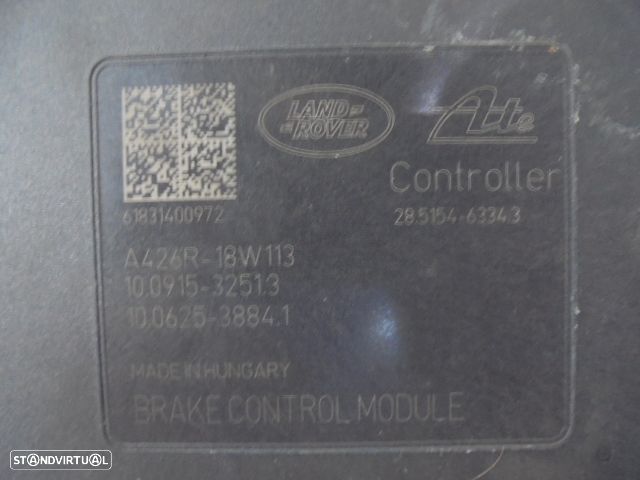 LAND-
-ROVER
Ate
Controller
61831400972
28.5154-6334.3
A426R-18W113
10.0915-3251.3
10.0625-3884.1
MADE IN HUNGARY
BRAKE CONTROL MODULE
STANDVIRTUAL